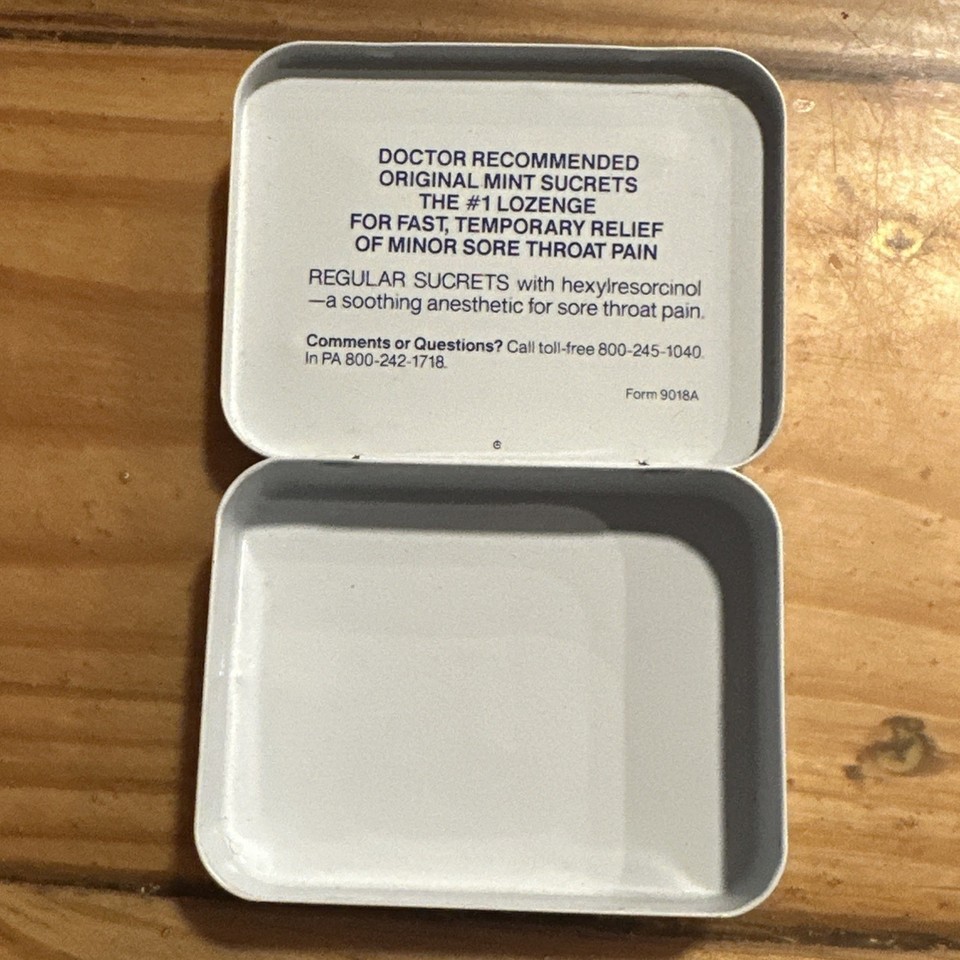 DOCTOR RECOMMENDED
ORIGINAL MINT SUCRETS
THE #1 LOZENGE
FOR FAST, TEMPORARY RELIEF
OF MINOR SORE THROAT PAIN
REGULAR SUCRETS with hexylresorcinol
—a soothing anesthetic for sore throat pain.
Comments or Questions? Call toll-free 800-245-1040.
In PA 800-242-1718.
Form 9018A